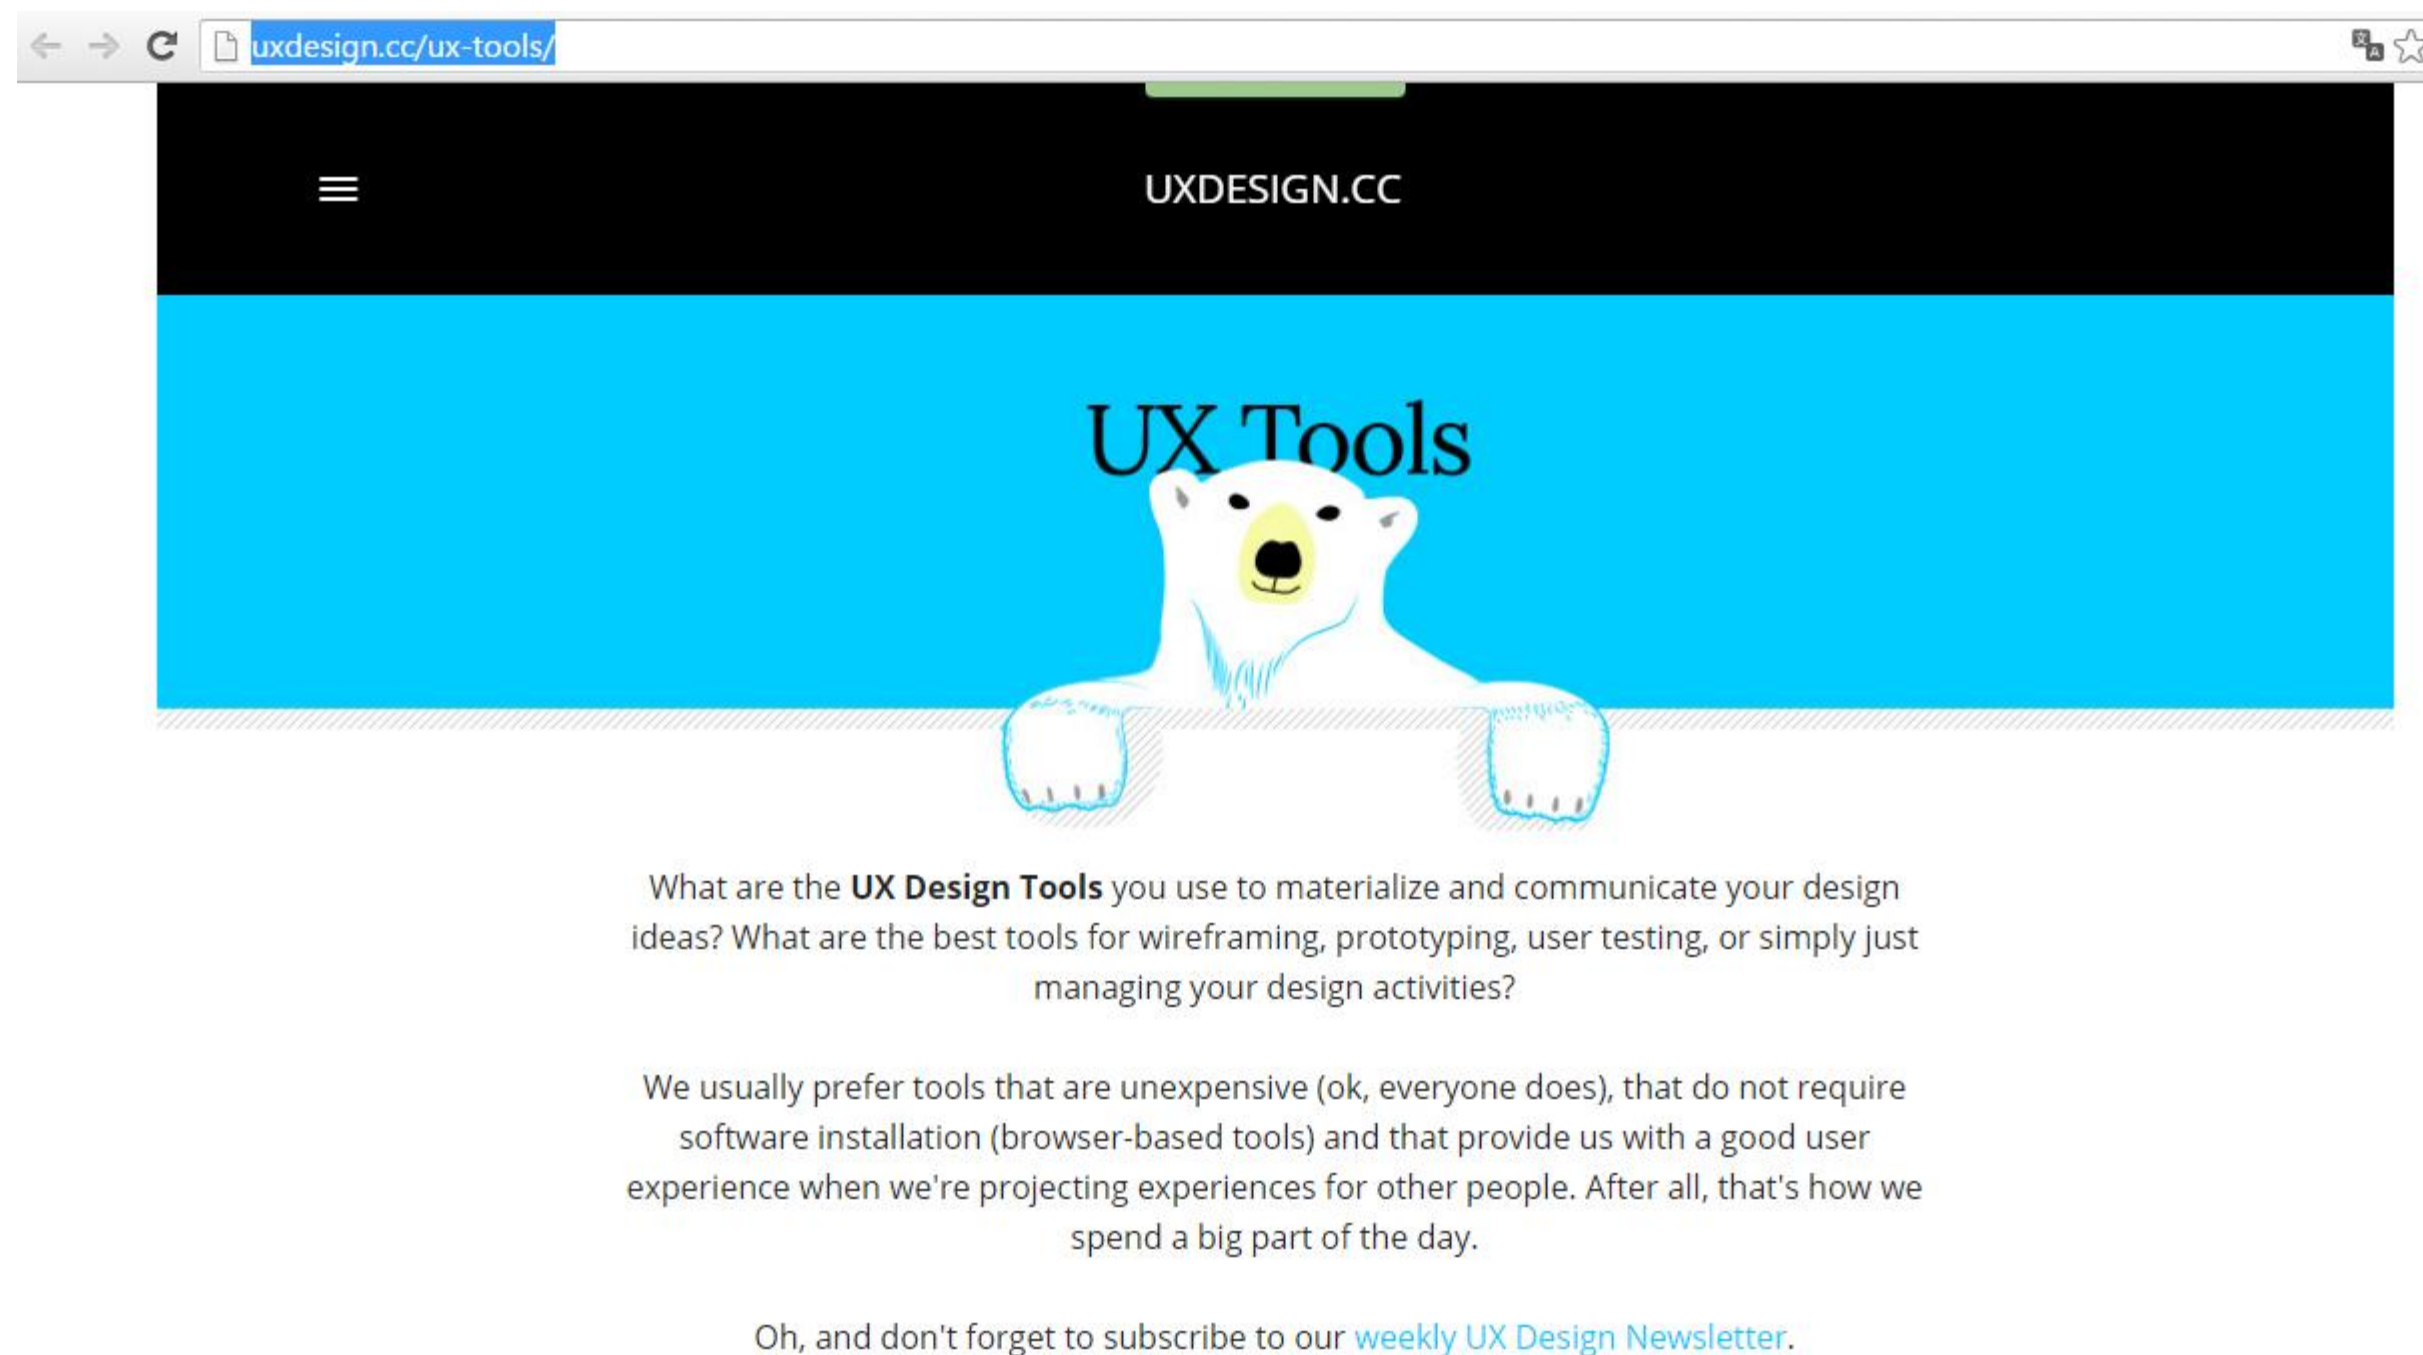 uxdesign.cc/ux-tools/
UXDESIGN.CC
UX Tools
What are the UX Design Tools you use to materialize and communicate your design
ideas? What are the best tools for wireframing, prototyping, user testing, or simply just
managing your design activities?
We usually prefer tools that are unexpensive (ok, everyone does), that do not require
software installation (browser-based tools) and that provide us with a good user
experience when we're projecting experiences for other people. After all, that's how we
spend a big part of the day.
Oh, and don't forget to subscribe to our weekly UX Design Newsletter.